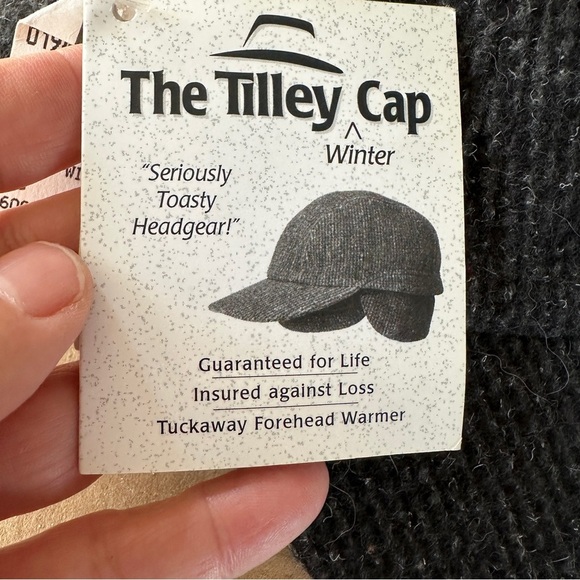 The Tilley Cap
^
Winter
“Seriously
Toasty
Headgear!”
Guaranteed for Life
Insured against Loss
Tuckaway Forehead Warmer